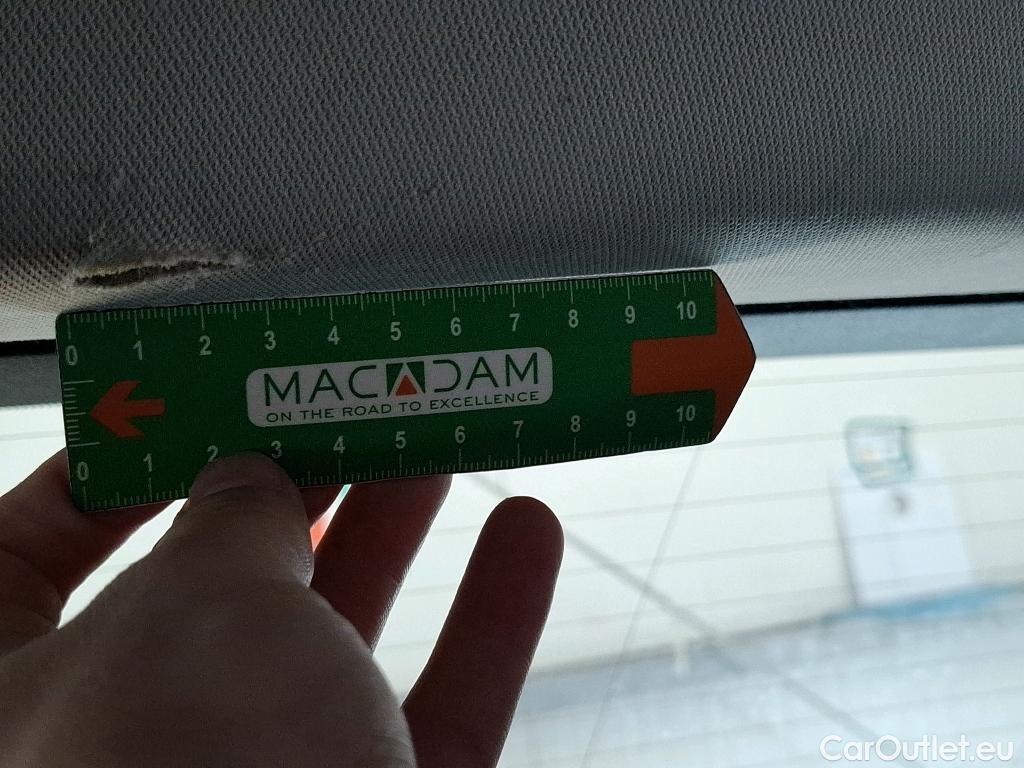 0 1 2 3 4 5 6 7 8 9 10
MACADAM
ON THE ROAD TO EXCELLENCE
0 1 2 3 4 5 6 7 8 9 10
CarOutlet.eu